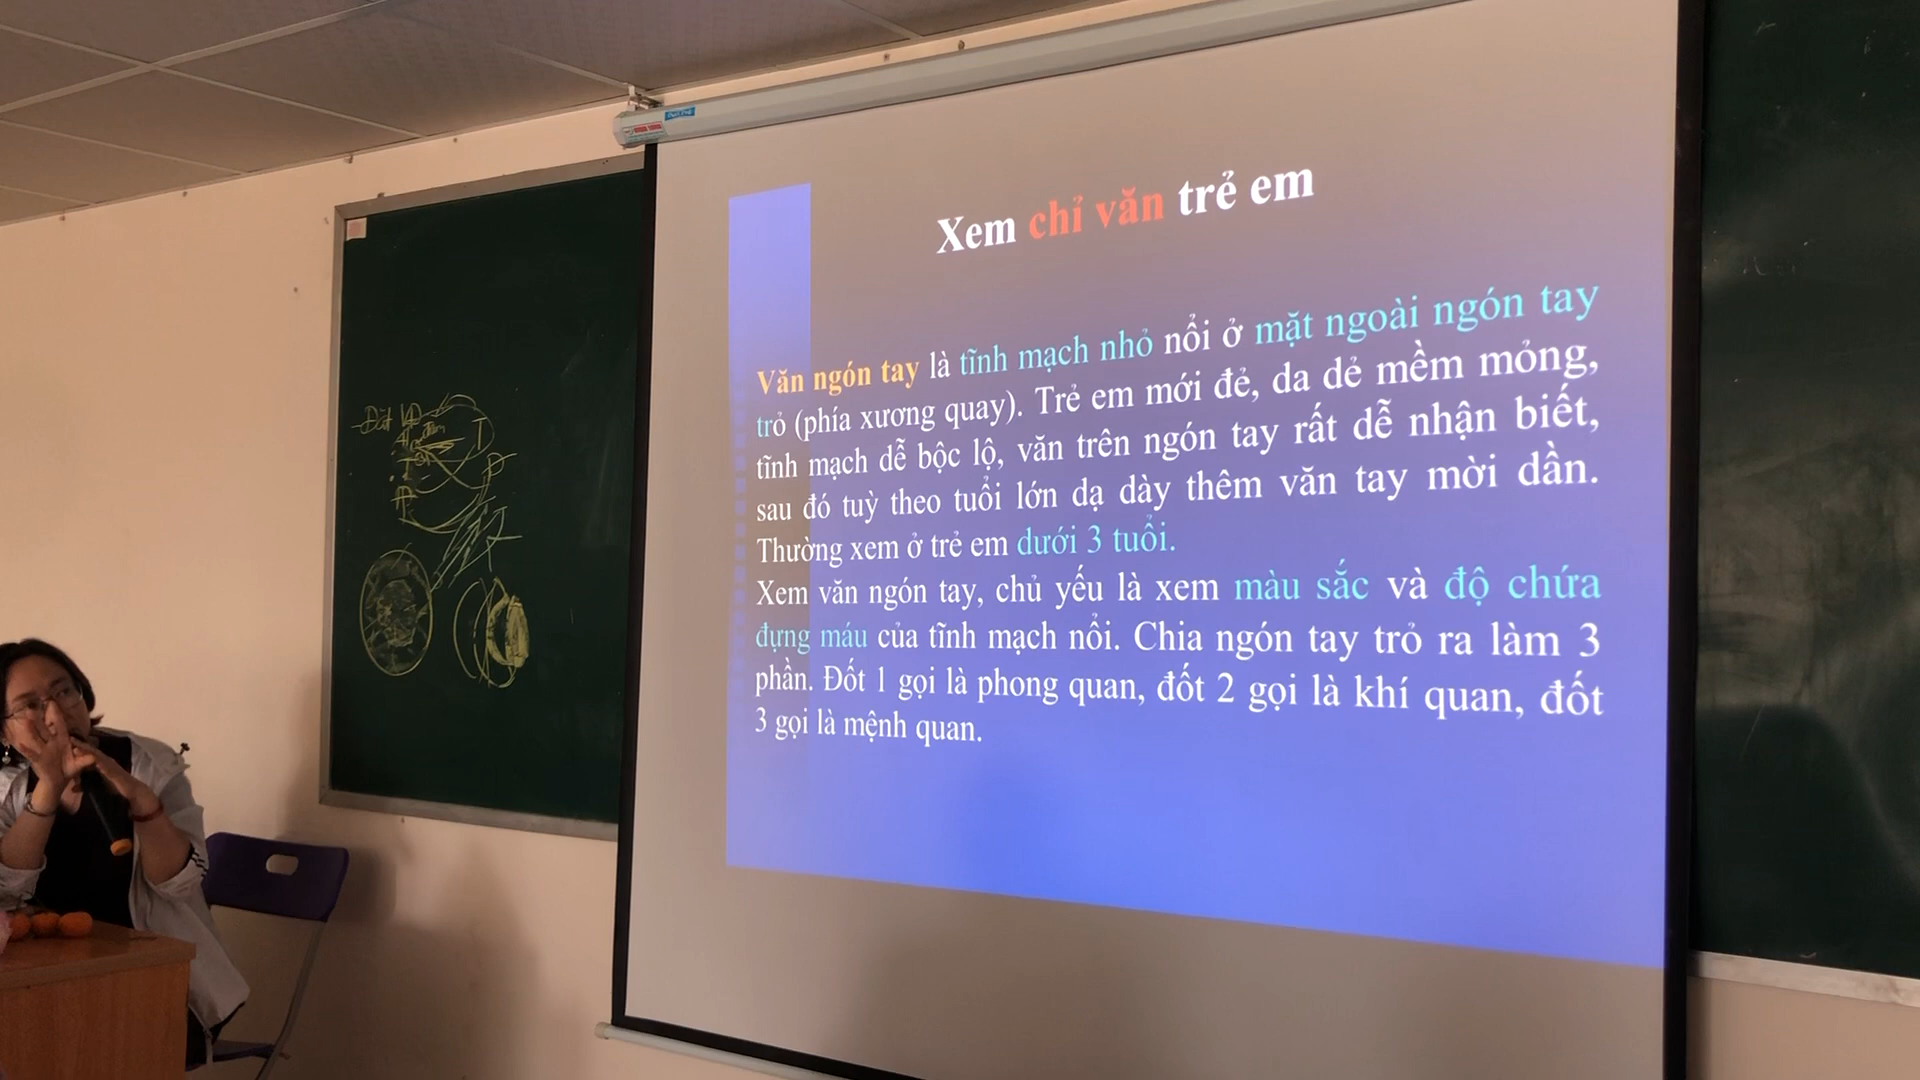 Xem chỉ văn trẻ em
Văn ngón tay là tĩnh mạch nhỏ nổi ở mặt ngoài ngón tay
trỏ (phía xương quay). Trẻ em mới đẻ, da dẻ mềm mỏng,
tĩnh mạch dễ bộc lộ, văn trên ngón tay rất dễ nhận biết,
sau đó tuỳ theo tuổi lớn dạ dày thêm văn tay mời dần.
Thường xem ở trẻ em dưới 3 tuổi.
Xem văn ngón tay, chủ yếu là xem màu sắc và độ chứa
đựng máu của tĩnh mạch nổi. Chia ngón tay trỏ ra làm 3
phần. Đốt 1 gọi là phong quan, đốt 2 gọi là khí quan, đốt
3 gọi là mệnh quan.